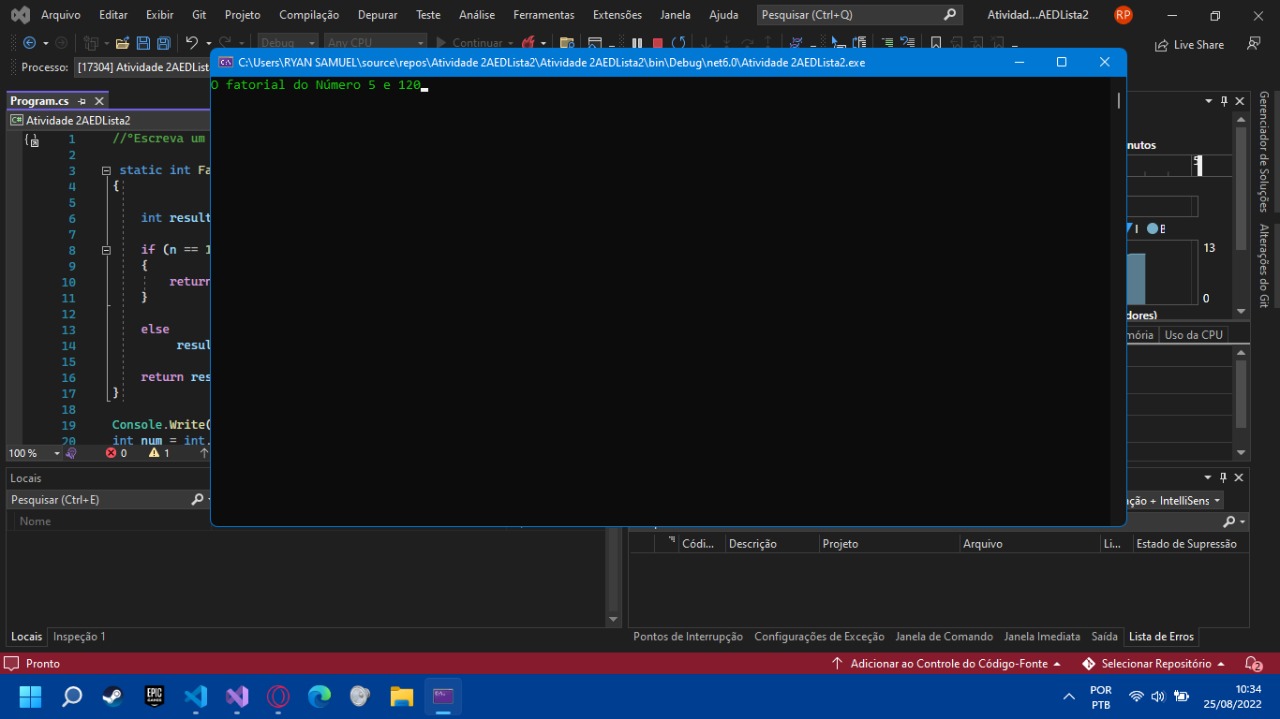 Arquivo Editar Exibir Git Projeto Compilação Depurar Teste Análise Ferramentas Extensões Janela Ajuda Pesquisar (Ctrl+Q) Atividad...AEDLista2 RP
Debug Any CPU Continuar Live Share
Processo: [17304] Atividade 2AEDLista
C:\Users\RYAN SAMUEL\source\repos\Atividade 2AEDLista2\Atividade 2AEDLista2\bin\Debug\net6.0\Atividade 2AEDLista2.exe
O fatorial do Número 5 e 120
Program.cs
Atividade 2AEDLista2
1 //°Escreva um
2
3 static int Fa
4 {
5
6 int result
7
8 if (n == 1
9 {
10 return
11 }
12
13 else
14 resul
15
16 return res
17 }
18
19 Console.Write(
20 int num = int.
100 % 0 1
nutos
I B
13
0
dores)
mória Uso da CPU
Gerenciador de Soluções
Alterações do Git
Locais
Pesquisar (Ctrl+E)
Nome
ção + IntelliSens
Códi... Descrição Projeto Arquivo Li... Estado de Supressão
Locais Inspeção 1
Pontos de Interrupção Configurações de Exceção Janela de Comando Janela Imediata Saída Lista de Erros
Pronto Adicionar ao Controle do Código-Fonte Selecionar Repositório 2
EPIC GAMES
POR
PTB
10:34
25/08/2022